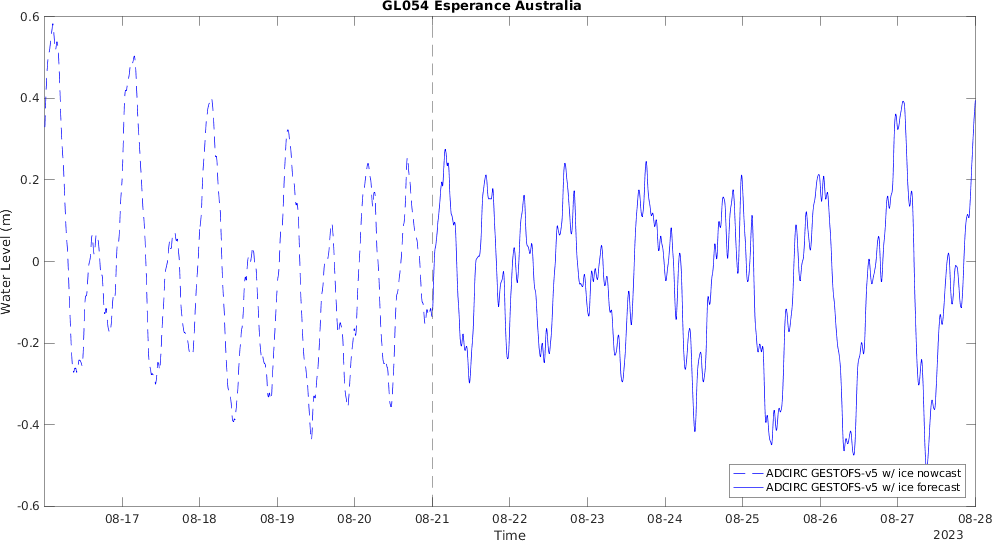 GL054 Esperance Australia
0.6
0.4
0.2
0
-0.2
-0.4
-0.6
Water Level (m)
08-17 08-18 08-19 08-20 08-21 08-22 08-23 08-24 08-25 08-26 08-27 08-28
Time
2023
ADCIRC GESTOFS-v5 w/ ice nowcast
ADCIRC GESTOFS-v5 w/ ice forecast